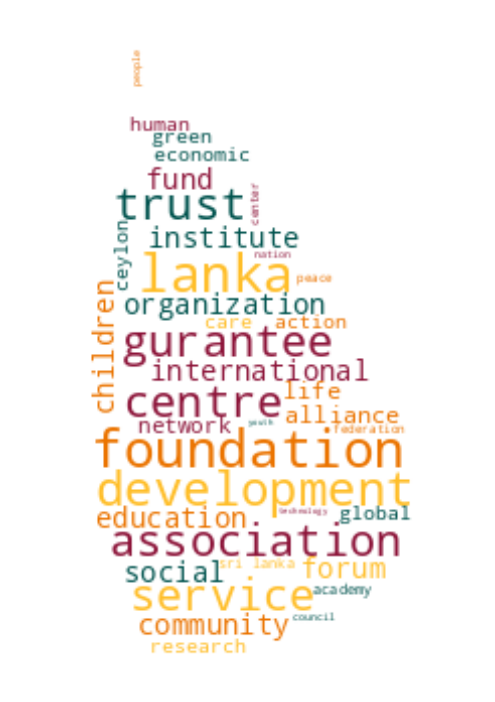 people
human
green
economic
fund
trust
center
institute
ceylon
nation
lanka
peace
organization
children
care action
gurantee
international
life
centre
alliance
network
youth
federation
foundation
development
education
technology
global
association
sri lanka
forum
social
service
academy
community
council
research